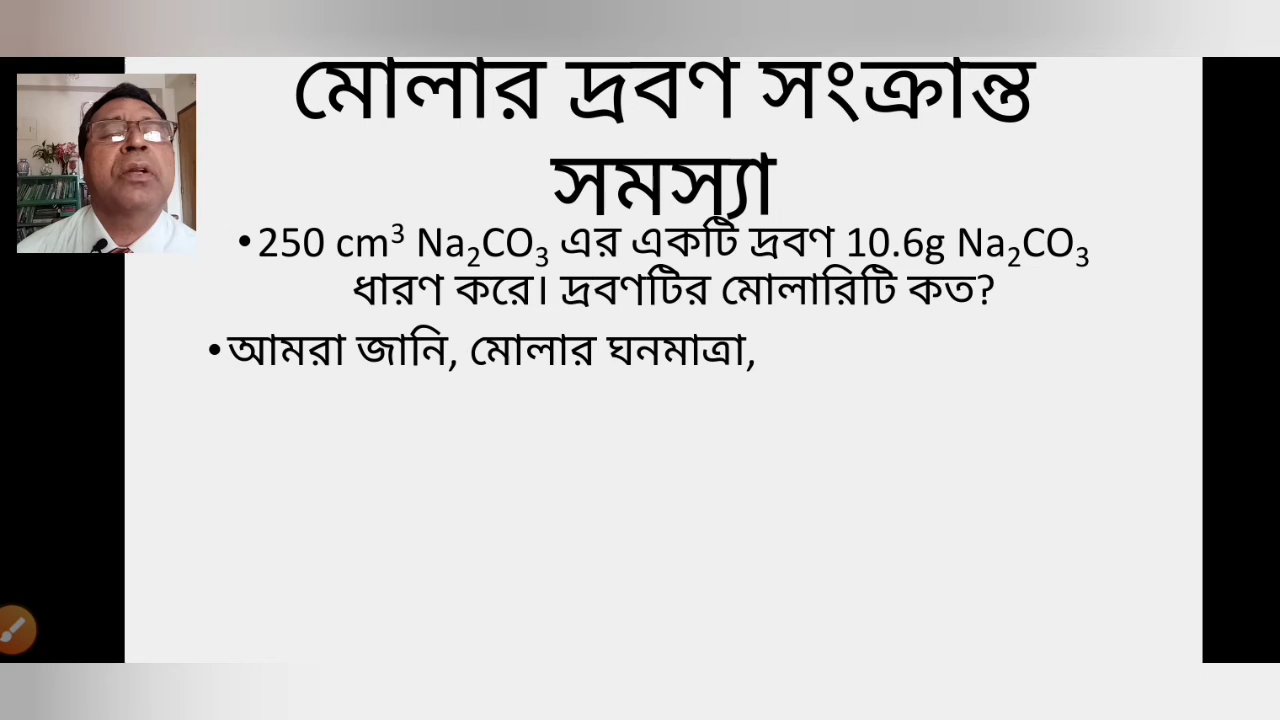 মোলার দ্রবণ সংক্রান্ত
সমস্যা
•250 cm³ Na₂CO₃ এর একটি দ্রবণ 10.6g Na₂CO₃
ধারণ করে। দ্রবণটির মোলারিটি কত?
•আমরা জানি, মোলার ঘনমাত্রা,